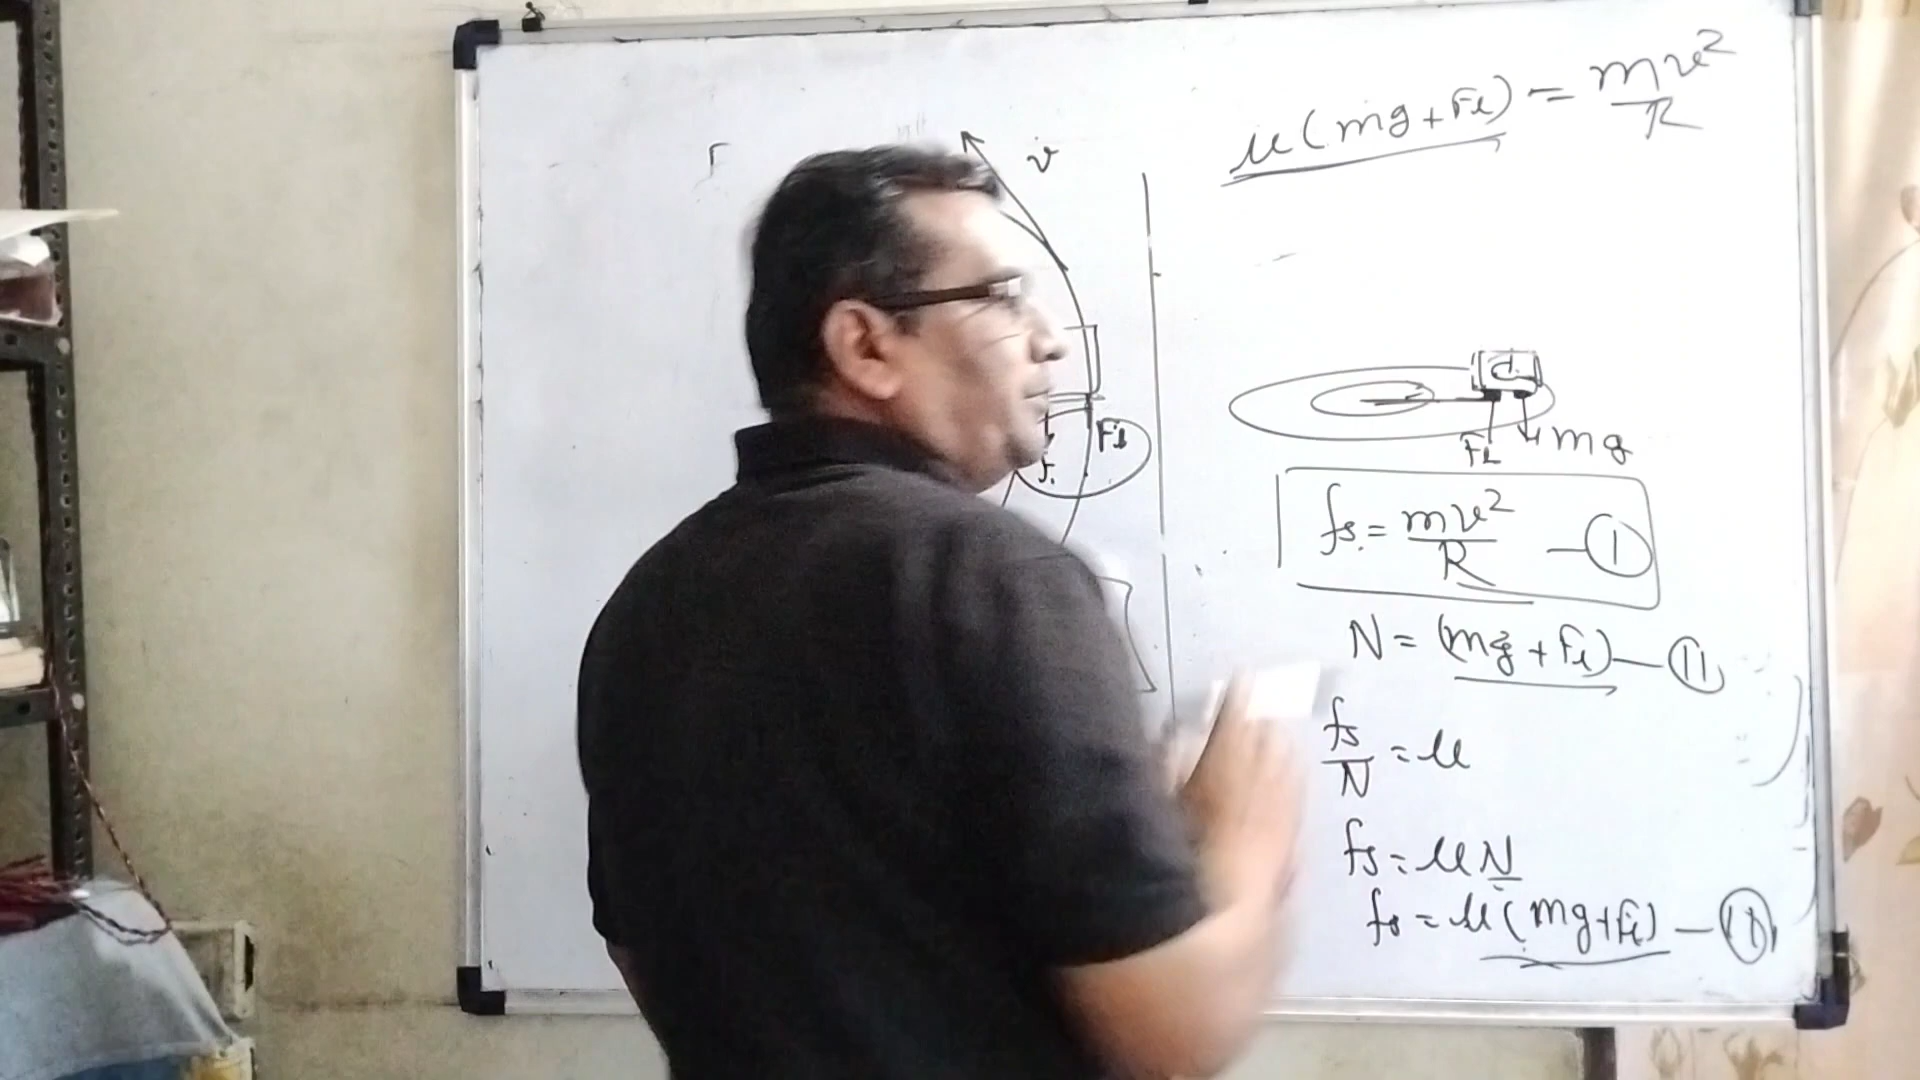 μ(mg+FL) = mv²/R
v
FL
FL mg
fs = mv²/R — (1)
N = (mg + FL) — (11)
fs/N = μ
fs = μN
fs = μ(mg+FL) — (11)